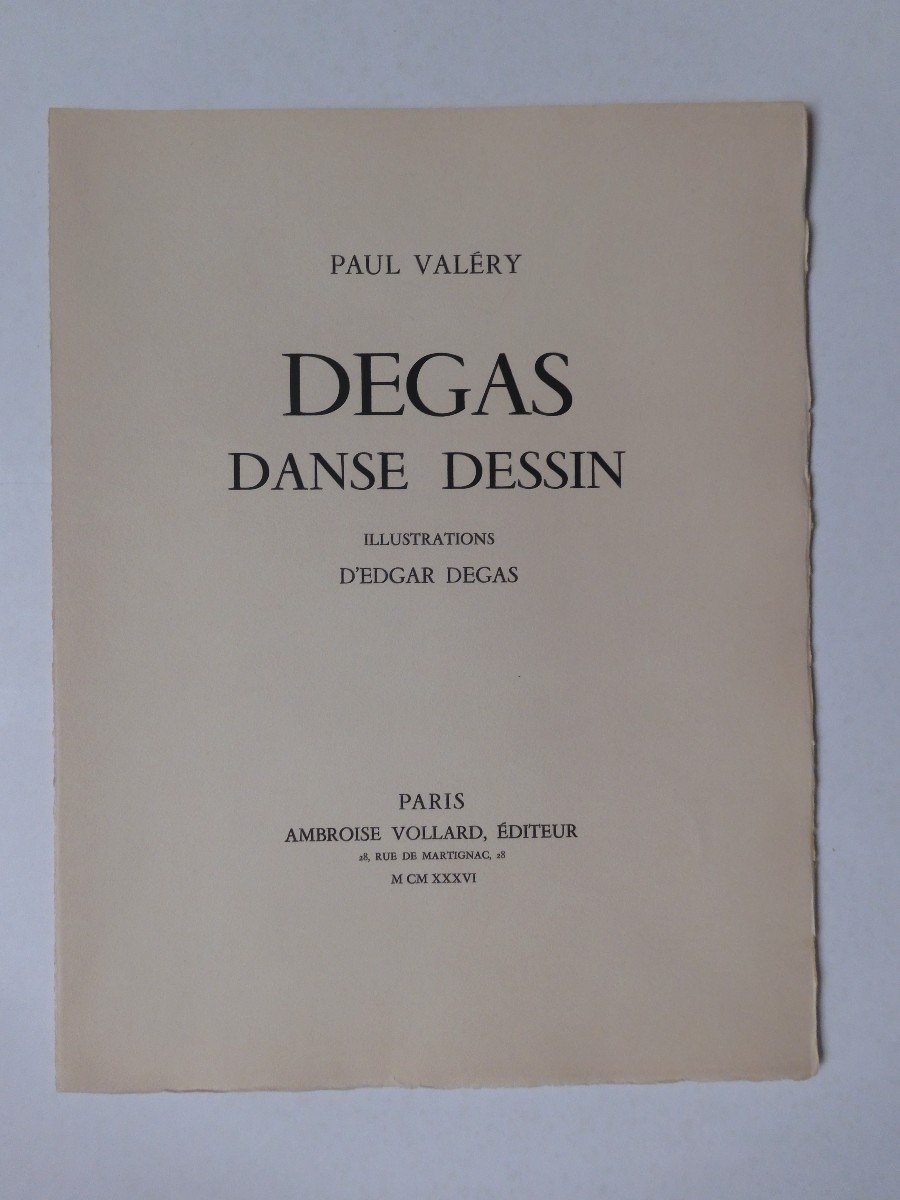 PAUL VALÉRY
DEGAS
DANSE DESSIN
ILLUSTRATIONS
D'EDGAR DEGAS
PARIS
AMBROISE VOLLARD, ÉDITEUR
28, RUE DE MARTIGNAC, 28
M CM XXXVI